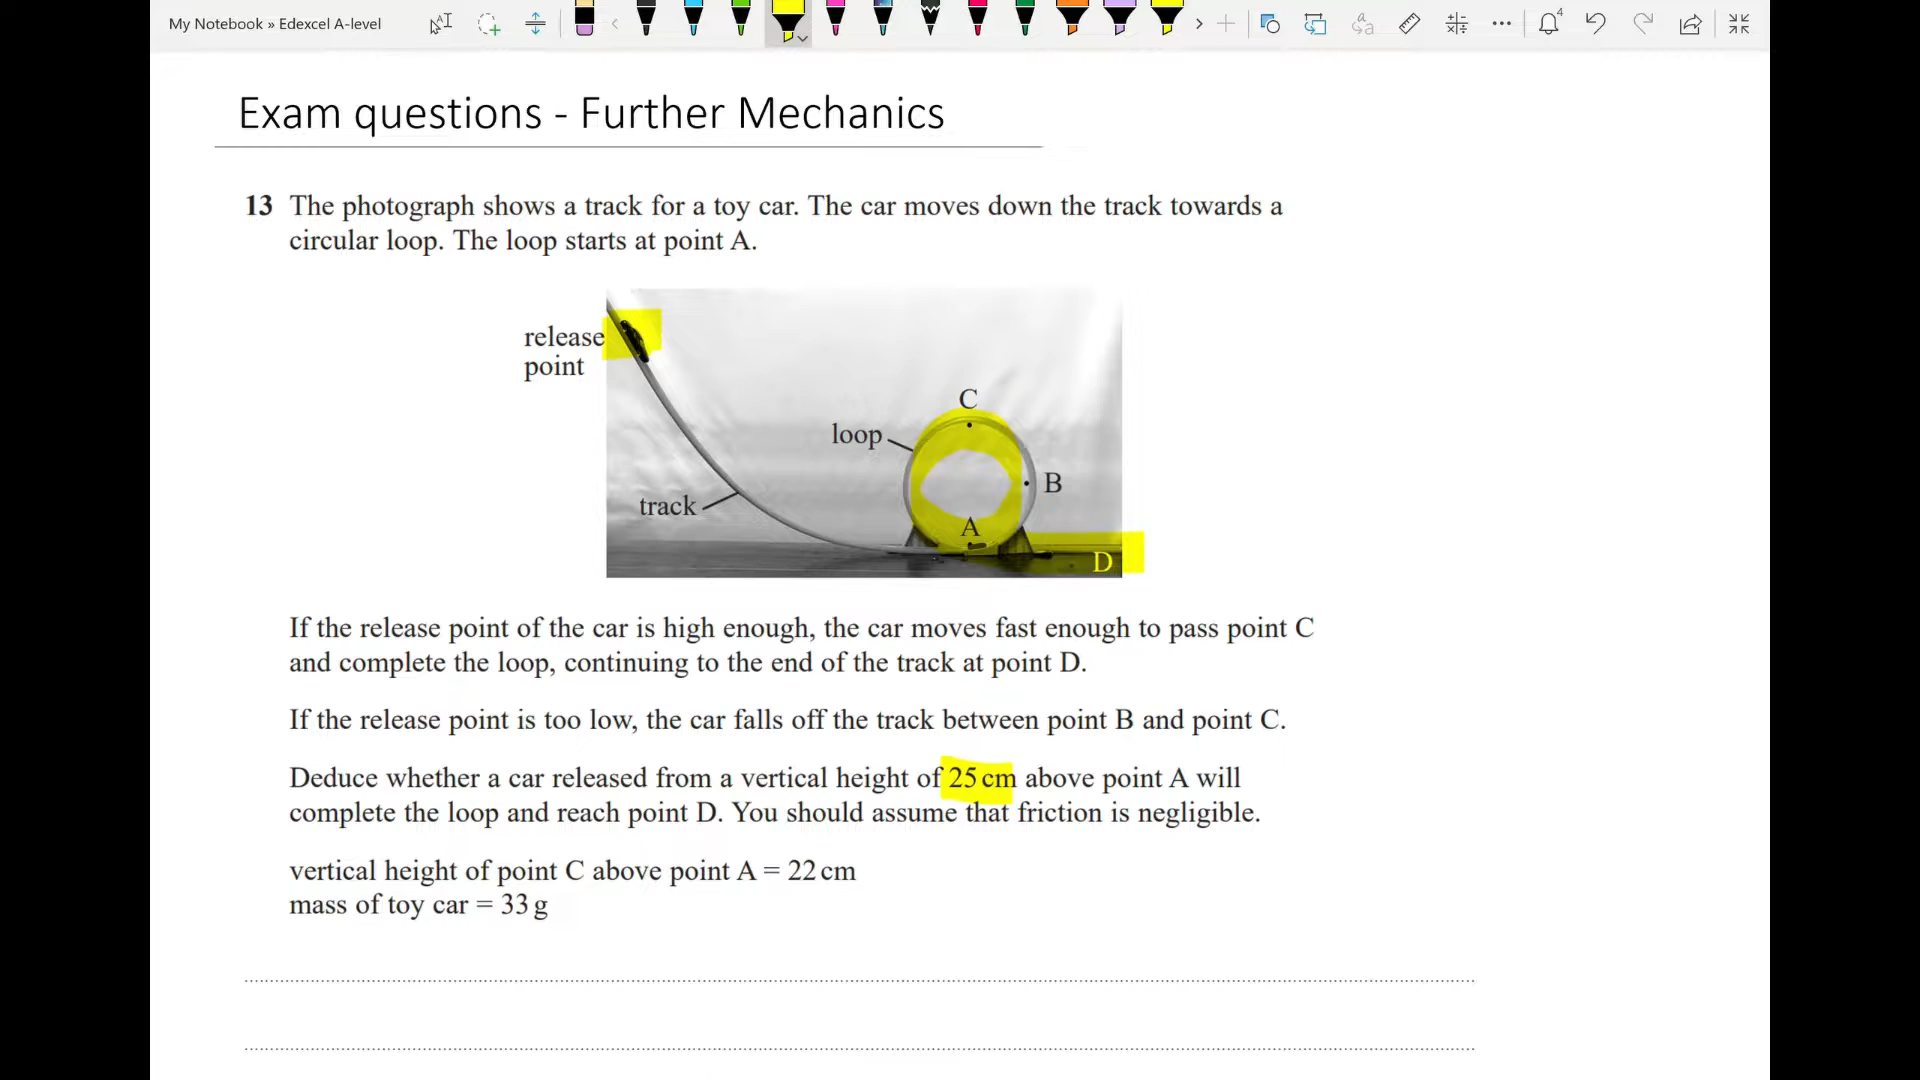 My Notebook » Edexcel A-level
Exam questions - Further Mechanics
13 The photograph shows a track for a toy car. The car moves down the track towards a
circular loop. The loop starts at point A.
release
point
C
loop
B
track
A
D
If the release point of the car is high enough, the car moves fast enough to pass point C
and complete the loop, continuing to the end of the track at point D.
If the release point is too low, the car falls off the track between point B and point C.
Deduce whether a car released from a vertical height of 25 cm above point A will
complete the loop and reach point D. You should assume that friction is negligible.
vertical height of point C above point A = 22 cm
mass of toy car = 33 g
4